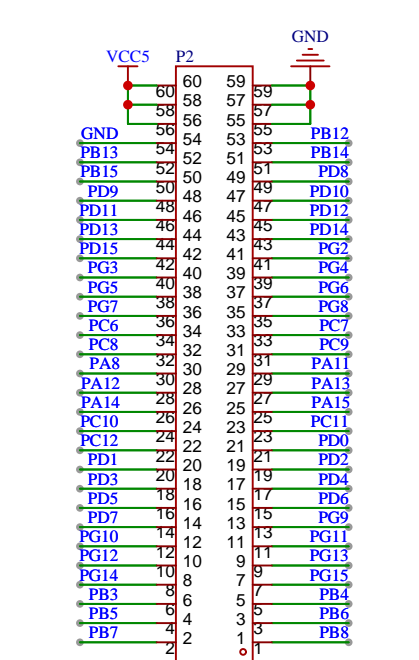 GND
VCC5 P2
60 59
60 59
58 57
58 57
56 55
GND 56 55 PB12
54 53
PB13 54 53 PB14
52 51
PB15 52 51 PD8
50 49
PD9 50 49 PD10
48 47
PD11 48 47 PD12
46 45
PD13 46 45 PD14
44 43
PD15 44 43 PG2
42 41
PG3 42 41 PG4
40 39
PG5 40 39 PG6
38 37
PG7 38 37 PG8
36 35
PC6 36 35 PC7
34 33
PC8 34 33 PC9
32 31
PA8 32 31 PA11
30 29
PA12 30 29 PA13
28 27
PA14 28 27 PA15
26 25
PC10 26 25 PC11
24 23
PC12 24 23 PD0
22 21
PD1 22 21 PD2
20 19
PD3 20 19 PD4
18 17
PD5 18 17 PD6
16 15
PD7 16 15 PG9
14 13
PG10 14 13 PG11
12 11
PG12 12 11 PG13
10 9
PG14 10 9 PG15
8 7
PB3 8 7 PB4
6 5
PB5 6 5 PB6
4 3
PB7 4 3 PB8
2 1
2 1